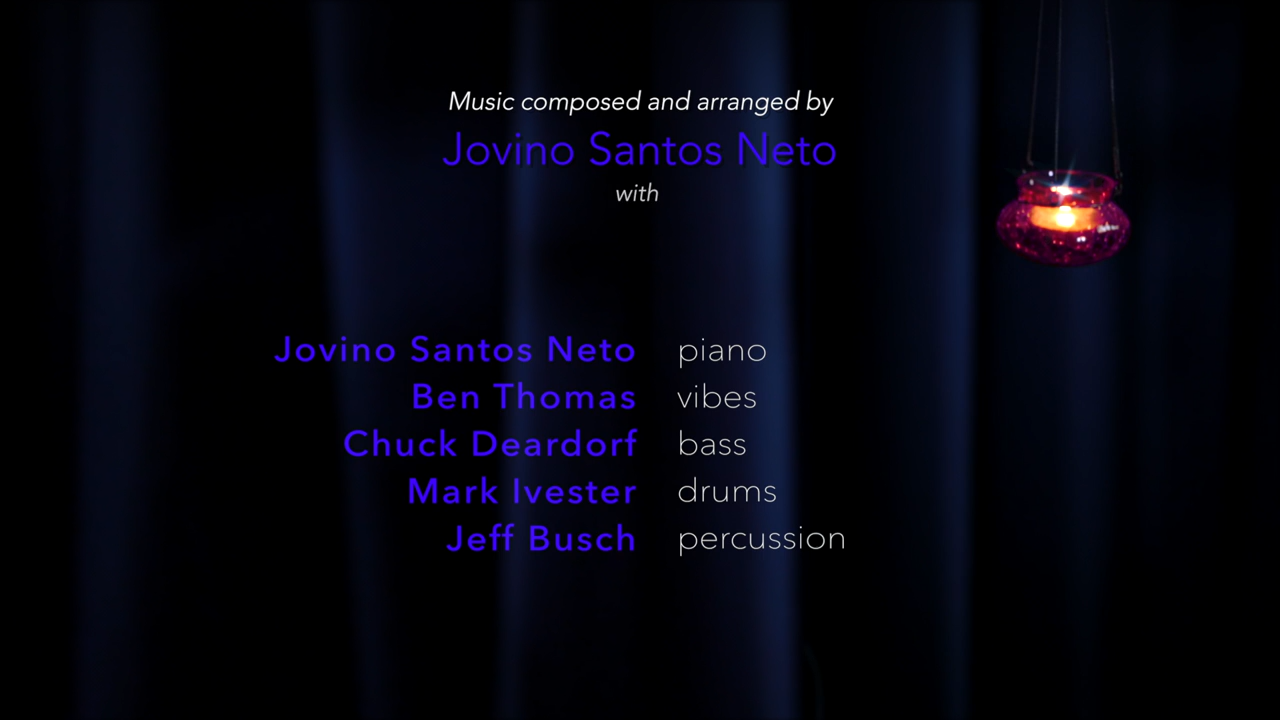 Music composed and arranged by
Jovino Santos Neto
with
Jovino Santos Neto piano
Ben Thomas vibes
Chuck Deardorf bass
Mark Ivester drums
Jeff Busch percussion